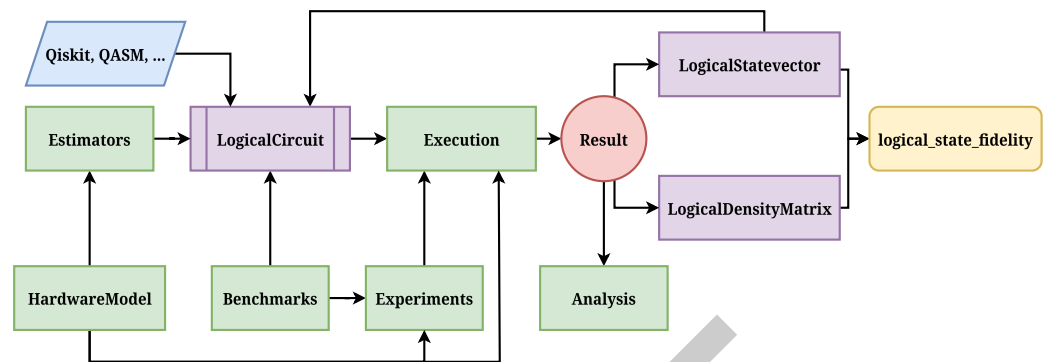 Qiskit, QASM, ...
LogicalStatevector
Estimators
LogicalCircuit
Execution
Result
logical_state_fidelity
LogicalDensityMatrix
HardwareModel
Benchmarks
Experiments
Analysis